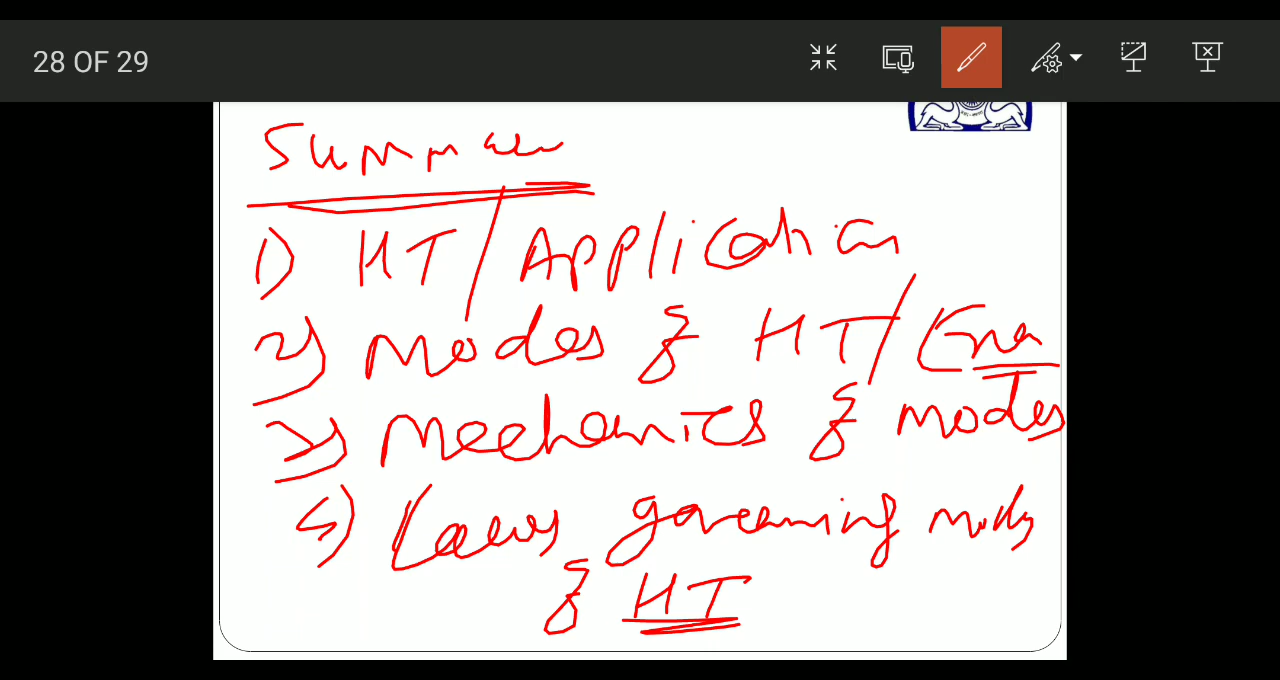 28 OF 29
Summary
1) HT/Application
2) Modes of HT/
3) Mechanics of modes
4) Laws governing modes
of HT